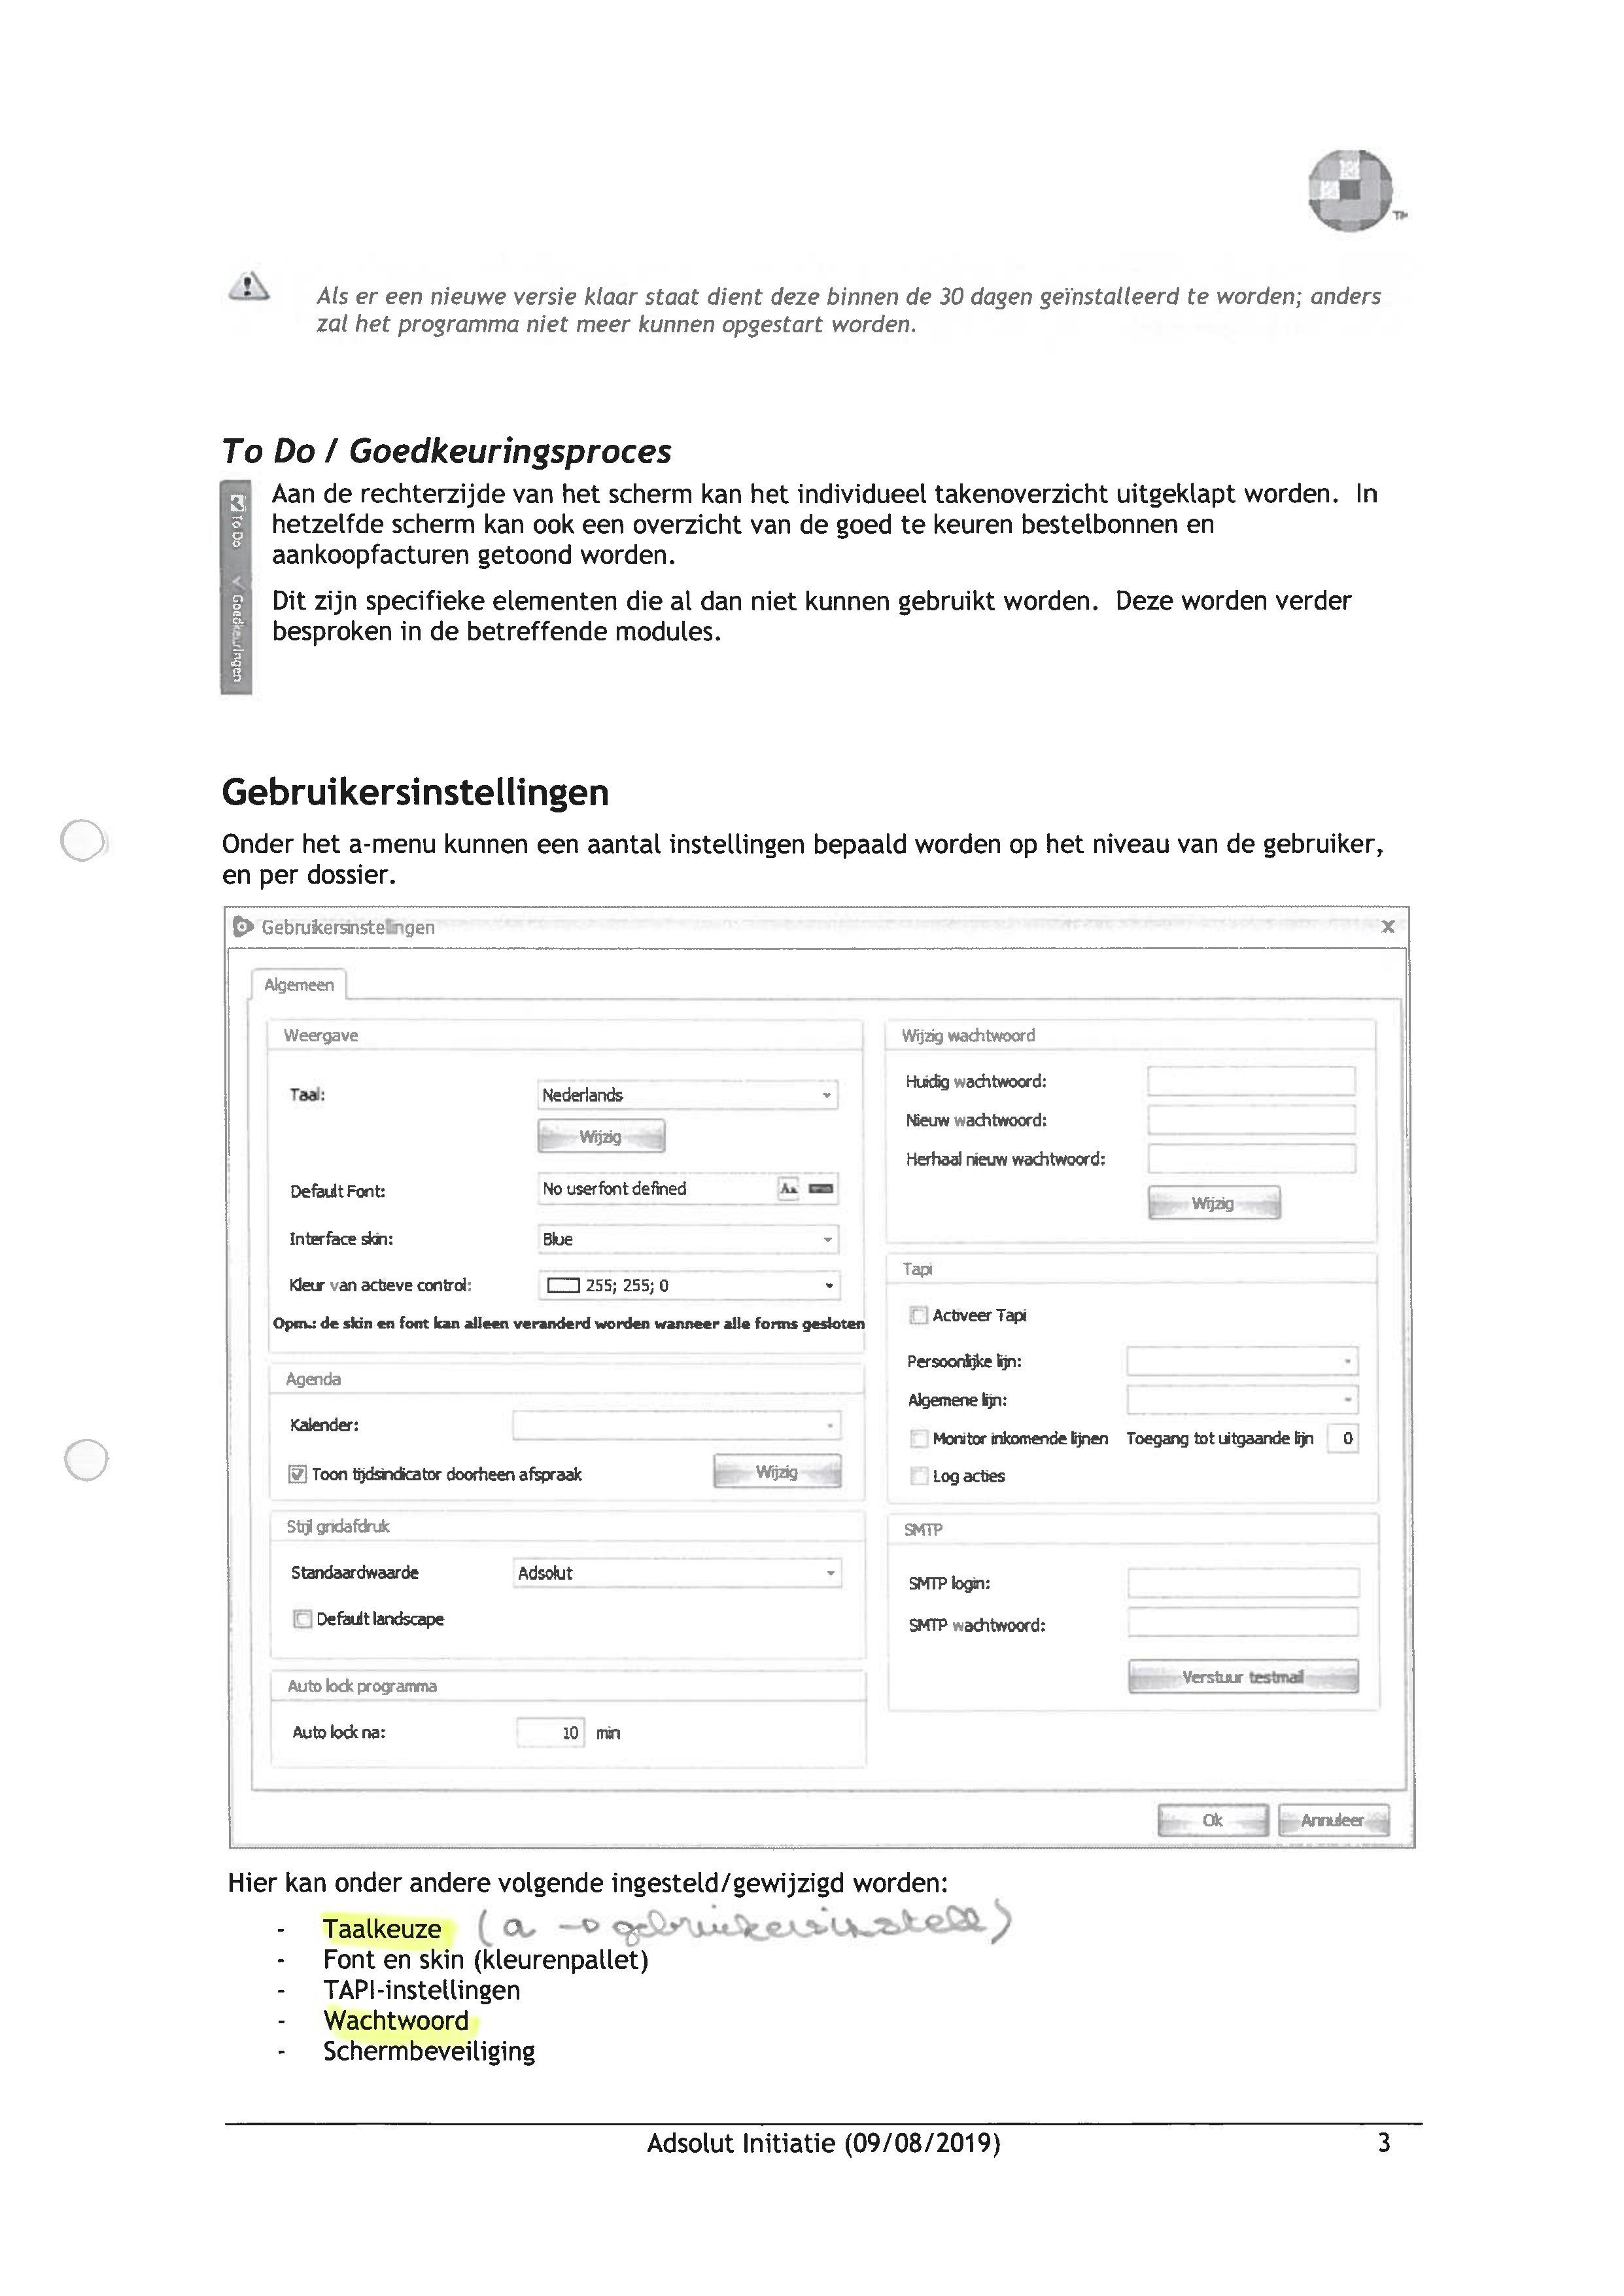 TM
Als er een nieuwe versie klaar staat dient deze binnen de 30 dagen geïnstalleerd te worden; anders
zal het programma niet meer kunnen opgestart worden.
To Do / Goedkeuringsproces
To Do
Goedkeuringen
Aan de rechterzijde van het scherm kan het individueel takenoverzicht uitgeklapt worden. In
hetzelfde scherm kan ook een overzicht van de goed te keuren bestelbonnen en
aankoopfacturen getoond worden.
Dit zijn specifieke elementen die al dan niet kunnen gebruikt worden. Deze worden verder
besproken in de betreffende modules.
Gebruikersinstellingen
Onder het a-menu kunnen een aantal instellingen bepaald worden op het niveau van de gebruiker,
en per dossier.
Gebruikersinstellingen
Algemeen
Weergave
Taal: Nederlands
Wijzig
Default Font: No userfont defined
Interface skin: Blue
Kleur van actieve control: 255; 255; 0
Opm.: de skin en font kan alleen veranderd worden wanneer alle forms gesloten
Agenda
Kalender:
Toon tijdsindicator doorheen afspraak Wijzig
Stijl gridafdruk
Standaardwaarde Adsolut
Default landscape
Auto lock programma
Auto lock na: 10 min
Wijzig wachtwoord
Huidig wachtwoord:
Nieuw wachtwoord:
Herhaal nieuw wachtwoord:
Wijzig
Tapi
Activeer Tapi
Persoonlijke lijn:
Algemene lijn:
Monitor inkomende lijnen Toegang tot uitgaande lijn 0
Log acties
SMTP
SMTP login:
SMTP wachtwoord:
Verstuur testmail
Ok Annuleer
Hier kan onder andere volgende ingesteld/gewijzigd worden:
- Taalkeuze (a → gebruikersinstell)
- Font en skin (kleurenpallet)
- TAPI-instellingen
- Wachtwoord
- Schermbeveiliging
Adsolut Initiatie (09/08/2019) 3